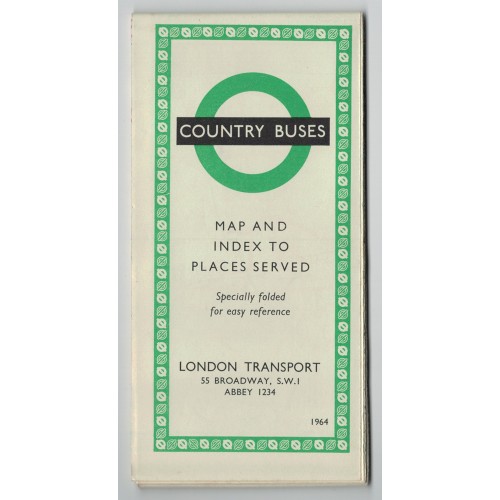 COUNTRY BUSES
MAP AND
INDEX TO
PLACES SERVED
Specially folded
for easy reference
LONDON TRANSPORT
55 BROADWAY, S.W.1
ABBEY 1234
1964